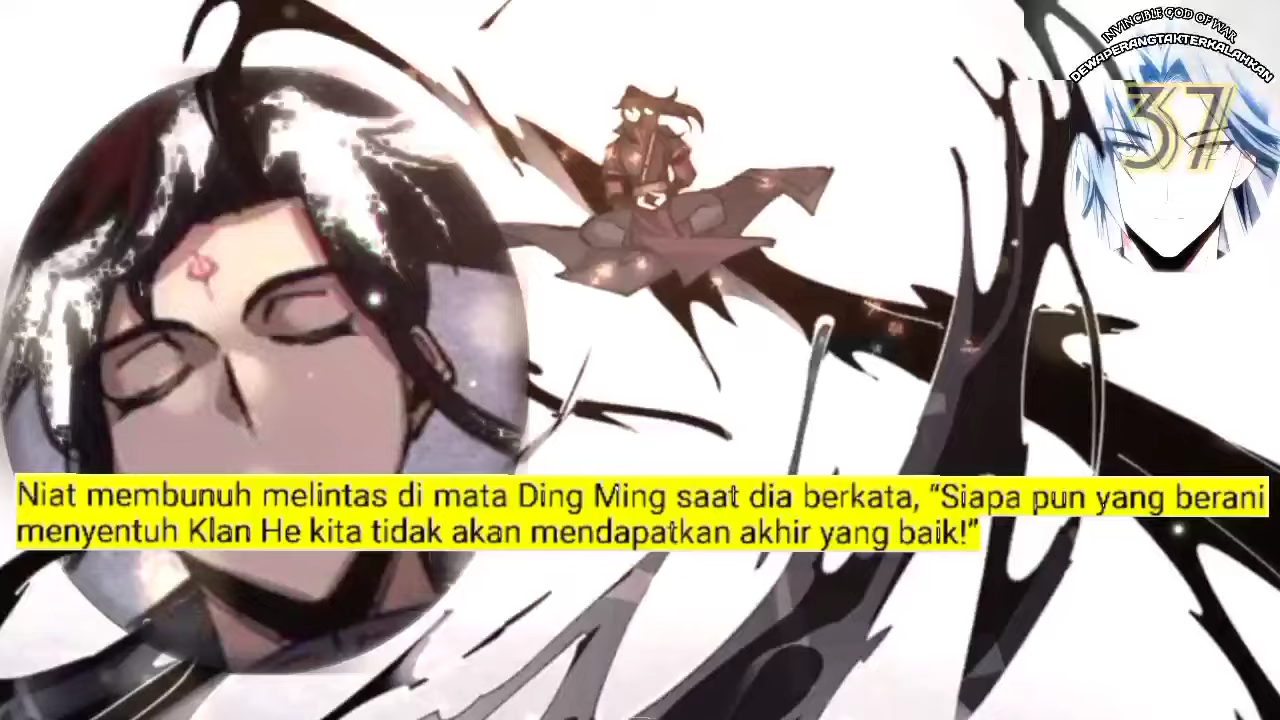 INVINCIBLE GOD OF WAR
DEWAPERANGTAKTERKALAHKAN
37
Niat membunuh melintas di mata Ding Ming saat dia berkata, “Siapa pun yang berani
menyentuh Klan He kita tidak akan mendapatkan akhir yang baik!”